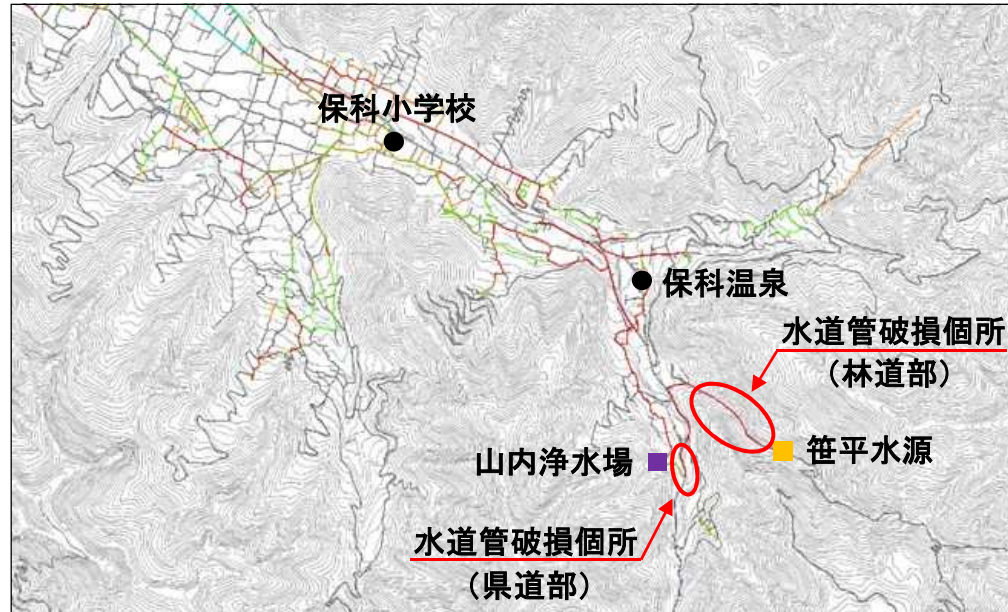 保科小学校
保科温泉
水道管破損個所
（林道部）
山内浄水場
笹平水源
水道管破損個所
（県道部）